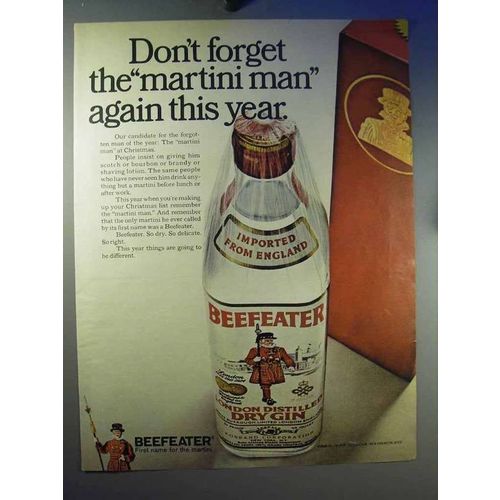 Don't forget
the "martini man"
again this year.
Our candidate for the forgot-
ten man of the year: The "martini
man" at Christmas.
People insist on giving him
scotch or bourbon or brandy or
shaving lotion. The same people
who have never seen him drink any-
thing but a martini before lunch or
after work.
This year when you're making
up your Christmas list remember
the "martini man." And remember
that the only martini he ever called
by its first name was a Beefeater.
Beefeater. So dry. So delicate.
So right.
This year things are going to
be different.
IMPORTED
FROM ENGLAND
BEEFEATER
London
LONDON DISTILLED
DRY GIN
KOBRAND CORPORATION
NEW YORK, N.Y.
BEEFEATER®
First name for the martini